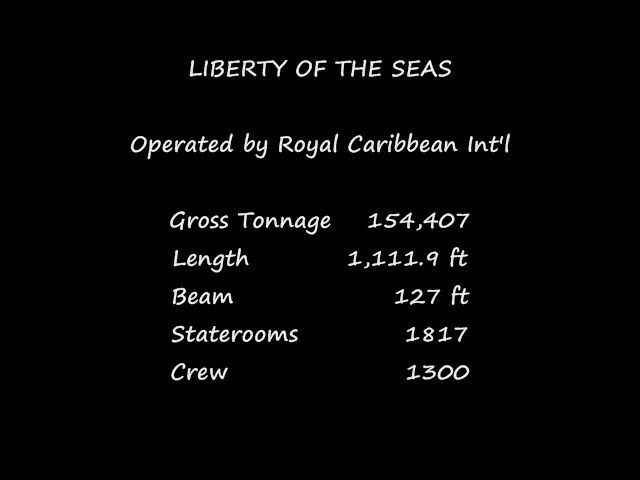 LIBERTY OF THE SEAS
Operated by Royal Caribbean Int'l
Gross Tonnage 154,407
Length 1,111.9 ft
Beam 127 ft
Staterooms 1817
Crew 1300